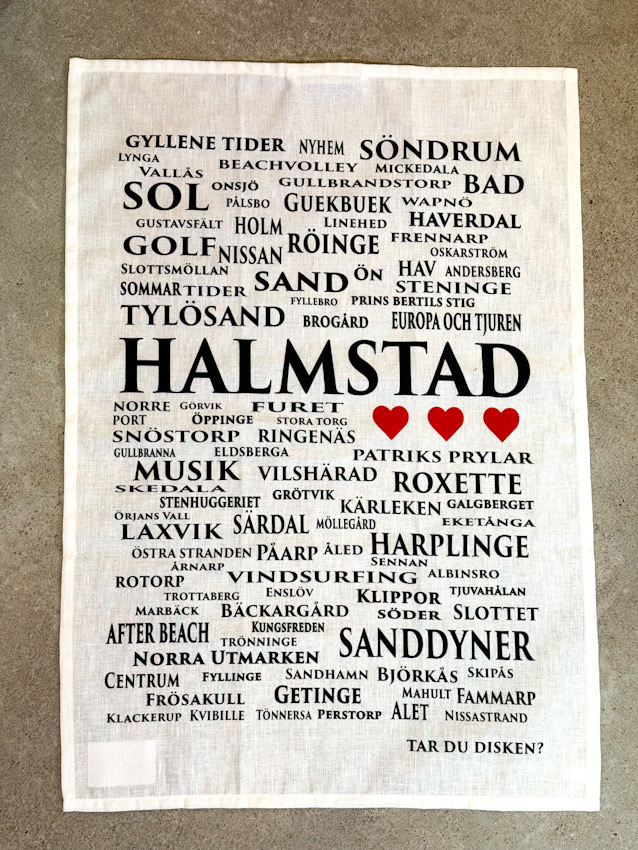 GYLLENE TIDER NYHEM SÖNDRUM
LYNGA BEACHVOLLEY MICKEDALA
VALLÅS ONSJÖ GULLBRANDSTORP BAD
SOL PÅLSBO GUEKBUEK WAPNÖ
GUSTAVSFÄLT HOLM LINEHED HAVERDAL
GOLF NISSAN RÖINGE FRENNARP
OSKARSTRÖM
SLOTTSMÖLLAN SAND ÖN HAV ANDERSBERG
SOMMARTIDER STENINGE
FYLLEBRO PRINS BERTILS STIG
TYLÖSAND BROGÅRD EUROPA OCH TJUREN
HALMSTAD
NORRE GÖRVIK FURET
PORT ÖPPINGE STORA TORG
SNÖSTORP RINGENÄS
GULLBRANNA ELDSBERGA PATRIKS PRYLAR
MUSIK VILSHÄRAD ROXETTE
SKEDALA GRÖTVIK
STENHUGGERIET KÄRLEKEN GALGBERGET
ÖRJANS VALL SÄRDAL MÖLLEGÅRD EKETÅNGA
LAXVIK HARPLINGE
ÖSTRA STRANDEN PÅARP ÅLED
ÅRNARP SENNAN
ROTORP VINDSURFING ALBINSRO
TROTTABERG ENSLÖV KLIPPOR TJUVAHÅLAN
MARBÄCK BÄCKARGÅRD SÖDER SLOTTET
AFTER BEACH KUNGSFREDEN SANDDYNER
TRÖNNINGE
NORRA UTMARKEN
CENTRUM FYLLINGE SANDHAMN BJÖRKÅS SKIPÅS
FRÖSAKULL GETINGE MAHULT FAMMARP
KLACKERUP KVIBILLE TÖNNERSA PERSTORP ALET NISSASTRAND
TAR DU DISKEN?